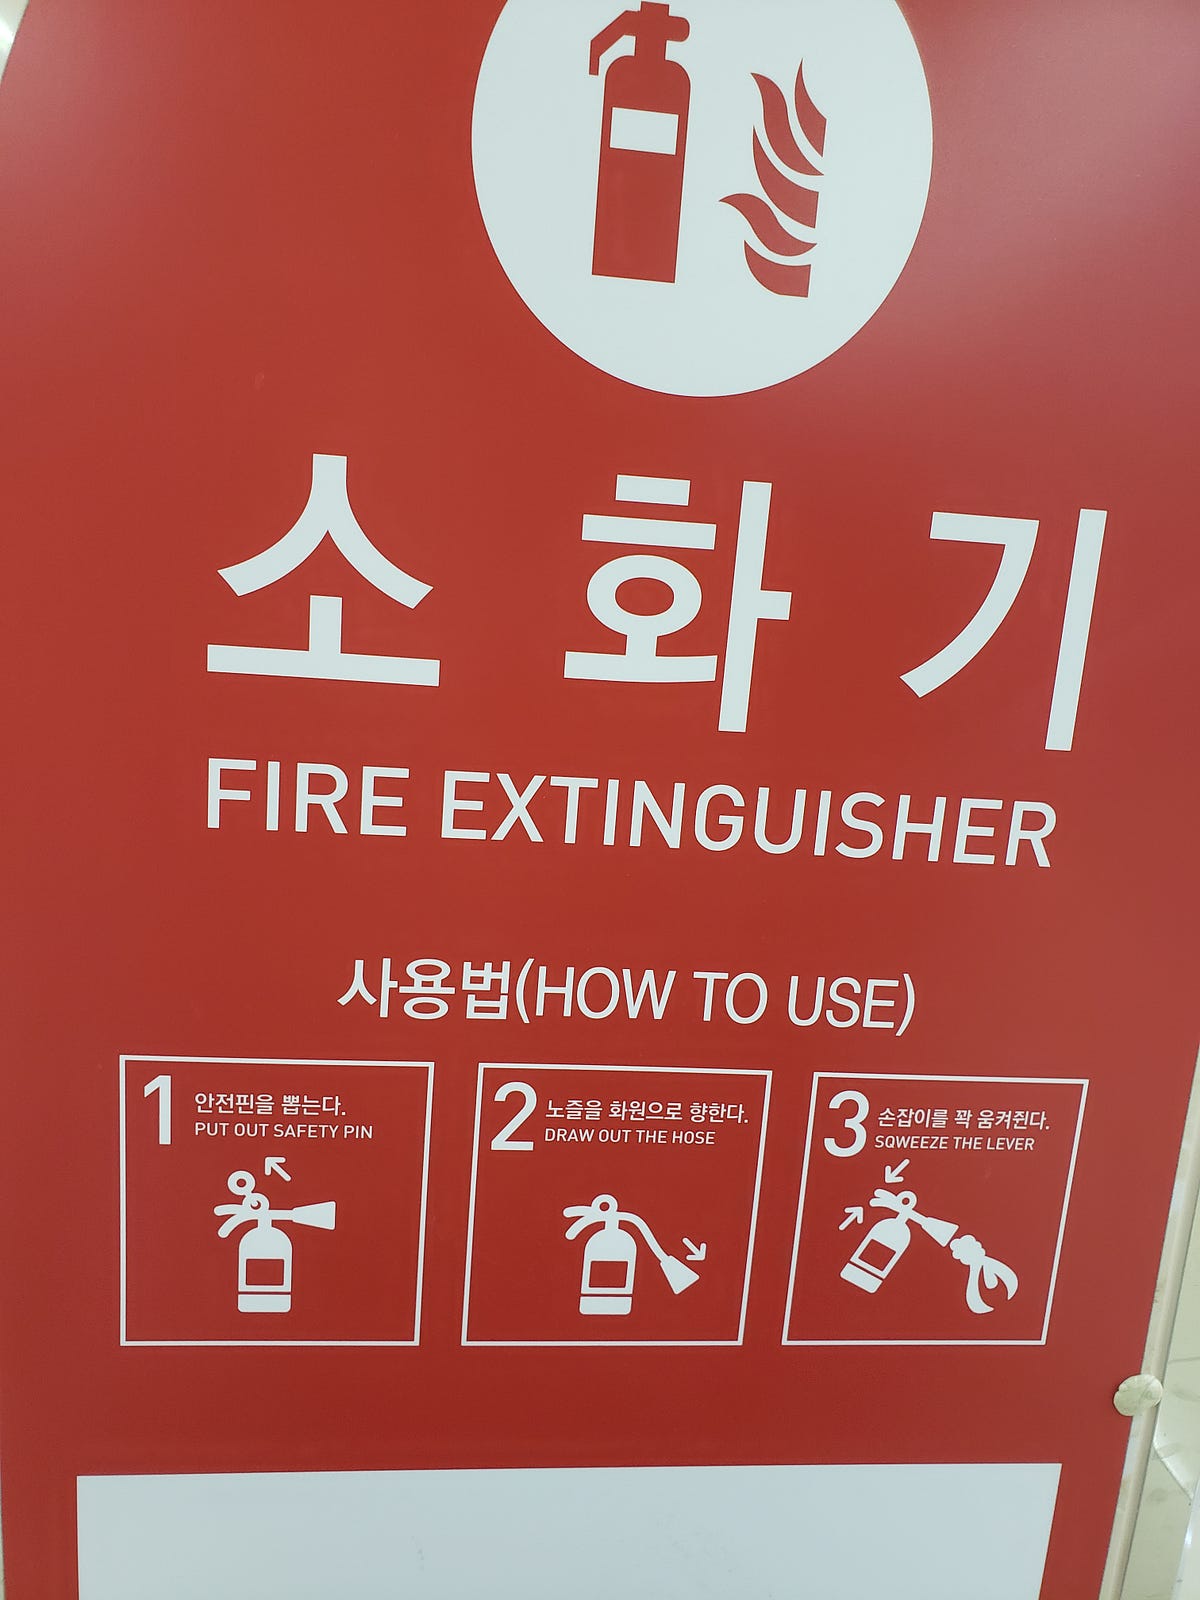 소화기
FIRE EXTINGUISHER
사용법(HOW TO USE)
1 안전핀을 뽑는다.
PUT OUT SAFETY PIN
2 노즐을 화원으로 향한다.
DRAW OUT THE HOSE
3 손잡이를 꽉 움켜쥔다.
SQWEEZE THE LEVER